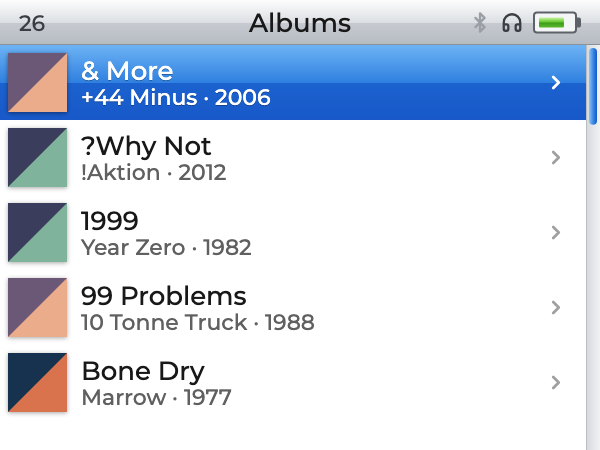 26
Albums
& More
+44 Minus · 2006
?Why Not
!Aktion · 2012
1999
Year Zero · 1982
99 Problems
10 Tonne Truck · 1988
Bone Dry
Marrow · 1977